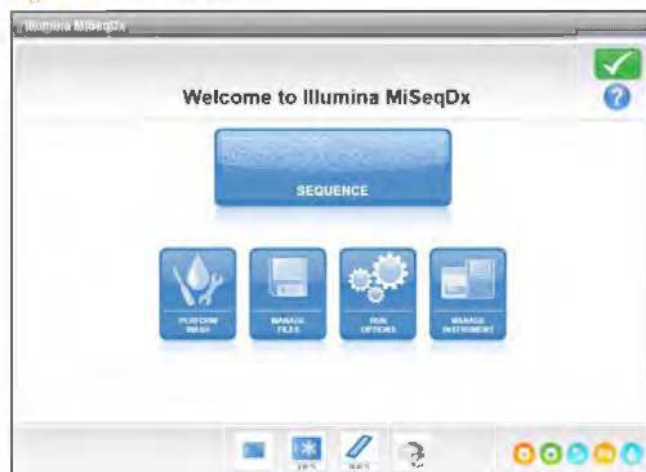 Illumina MiSeqDx
Welcome to Illumina MiSeqDx
SEQUENCE
PERFORM
WASH
MANAGE
FILES
RUN
OPTIONS
MANAGE
INSTRUMENT